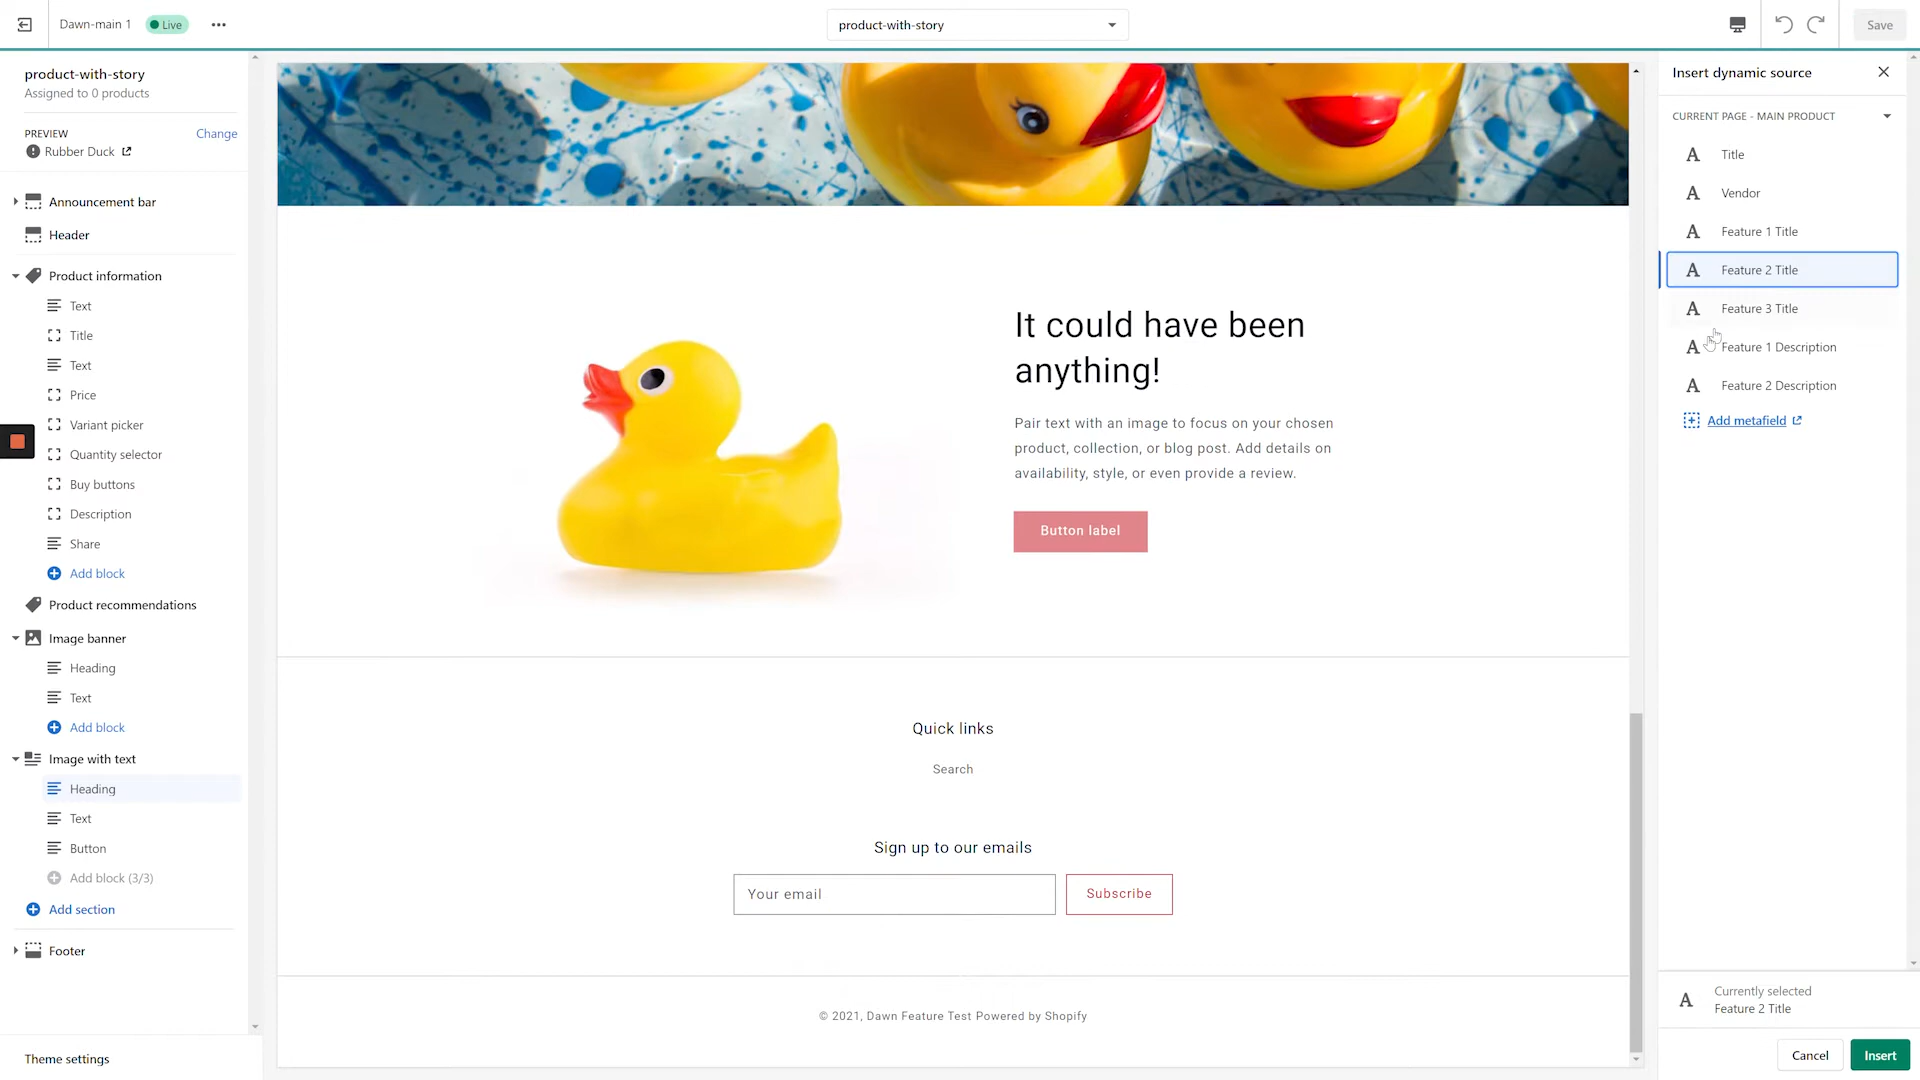 Dawn-main 1
Live
product-with-story
Save
product-with-story
Assigned to 0 products
PREVIEW
Change
Rubber Duck
Announcement bar
Header
Product information
Text
Title
Text
Price
Variant picker
Quantity selector
Buy buttons
Description
Share
Add block
Product recommendations
Image banner
Heading
Text
Add block
Image with text
Heading
Text
Button
Add block (3/3)
Add section
Footer
Theme settings
It could have been
anything!
Pair text with an image to focus on your chosen
product, collection, or blog post. Add details on
availability, style, or even provide a review.
Button label
Quick links
Search
Sign up to our emails
Your email
Subscribe
© 2021, Dawn Feature Test Powered by Shopify
Insert dynamic source
CURRENT PAGE - MAIN PRODUCT
A Title
A Vendor
A Feature 1 Title
A Feature 2 Title
A Feature 3 Title
A Feature 1 Description
A Feature 2 Description
Add metafield
A Currently selected
Feature 2 Title
Cancel
Insert